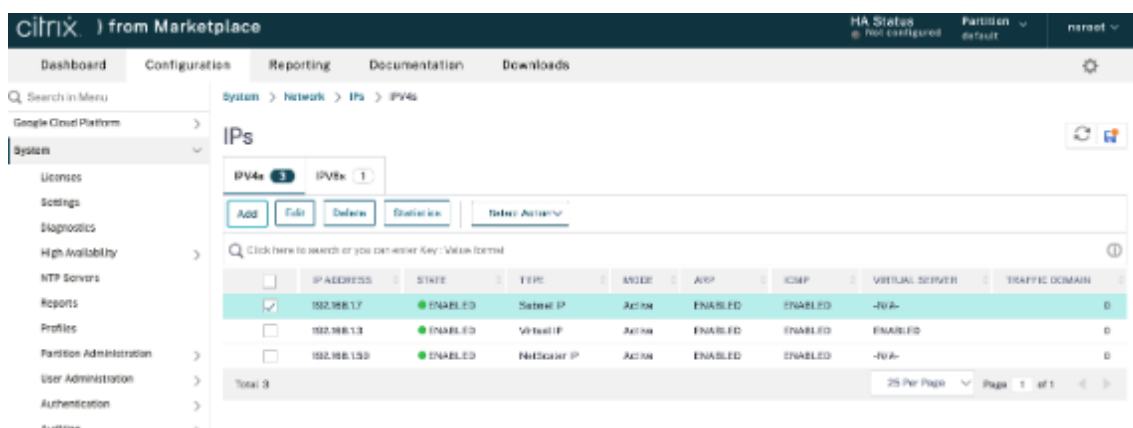 citrix. ) from Marketplace
HA Status
Not configured
Partition
default
nsroot
Dashboard Configuration Reporting Documentation Downloads
Search in Menu
Google Cloud Platform
System
Licenses
Settings
Diagnostics
High Availability
NTP Servers
Reports
Profiles
Partition Administration
User Administration
Authentication
Auditing
System > Network > IPs > IPV4s
IPs
IPV4s 3 IPV6s 1
Add Edit Delete Statistics Select Action
Click here to search or you can enter Key : Value format
IP ADDRESS STATE TYPE MODE ARP ICMP VIRTUAL SERVER TRAFFIC DOMAIN
192.168.1.7 ENABLED Subnet IP Active ENABLED ENABLED -N/A- 0
192.168.1.3 ENABLED Virtual IP Active ENABLED ENABLED ENABLED 0
192.168.1.50 ENABLED NetScaler IP Active ENABLED ENABLED -N/A- 0
Total 3
25 Per Page Page 1 of 1